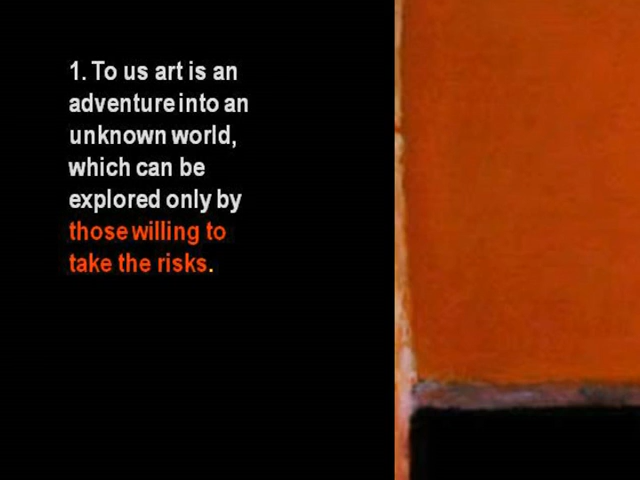 1. To us art is an
adventure into an
unknown world,
which can be
explored only by
those willing to
take the risks.